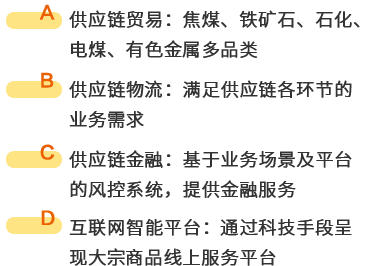 A 供应链贸易：焦煤、铁矿石、石化、
电煤、有色金属多品类
B 供应链物流：满足供应链各环节的
业务需求
C 供应链金融：基于业务场景及平台
的风控系统，提供金融服务
D 互联网智能平台：通过科技手段呈
现大宗商品线上服务平台